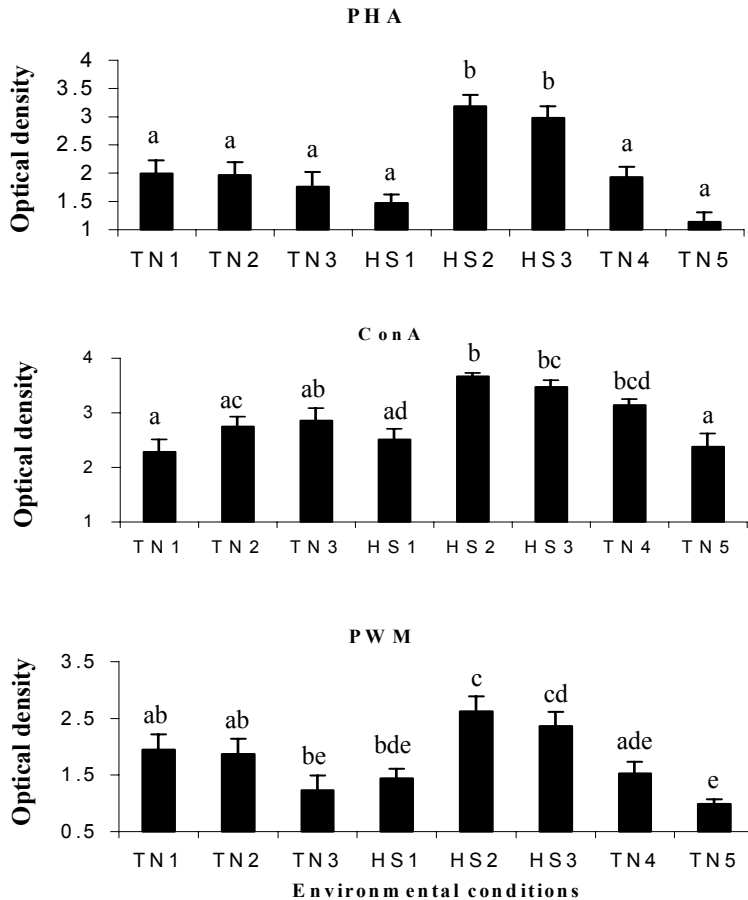 PHA
Optical density
4
3.5
3
2.5
2
1.5
1
a a a a b b a a
TN1 TN2 TN3 HS1 HS2 HS3 TN4 TN5
ConA
Optical density
4
3
2
1
a ac ab ad b bc bcd a
TN1 TN2 TN3 HS1 HS2 HS3 TN4 TN5
PWM
Optical density
3.5
2.5
1.5
0.5
ab ab be bde c cd ade e
TN1 TN2 TN3 HS1 HS2 HS3 TN4 TN5
Environmental conditions